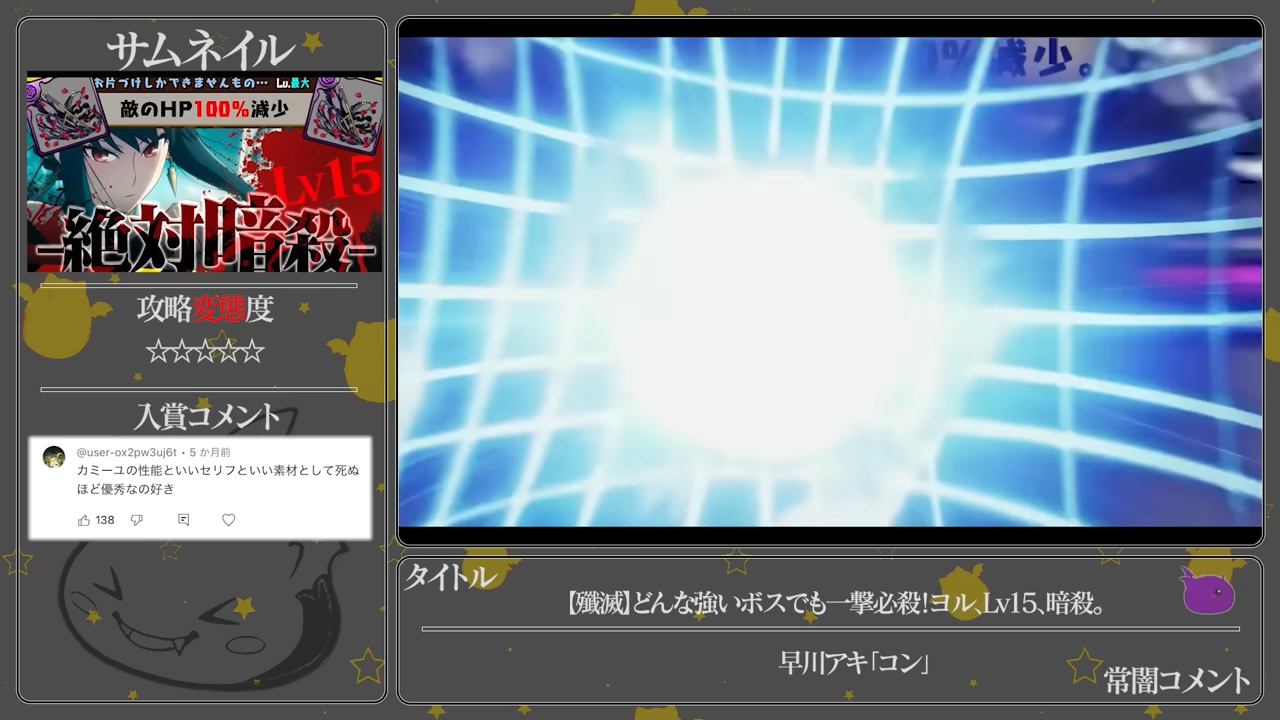 サムネイル
お片づけしかできませんもの… Lv.最大
敵のHP100%減少
Lv15
-絶対暗殺-
攻略変態度
☆☆☆☆☆
入賞コメント
@user-ox2pw3uj6t・5 か月前
カミーユの性能といいセリフといい素材として死ぬ
ほど優秀なの好き
138
%減少。
タイトル
【殲滅】どんな強いボスでも一撃必殺!ヨル、Lv15、暗殺。
早川アキ「コン」
常闇コメント